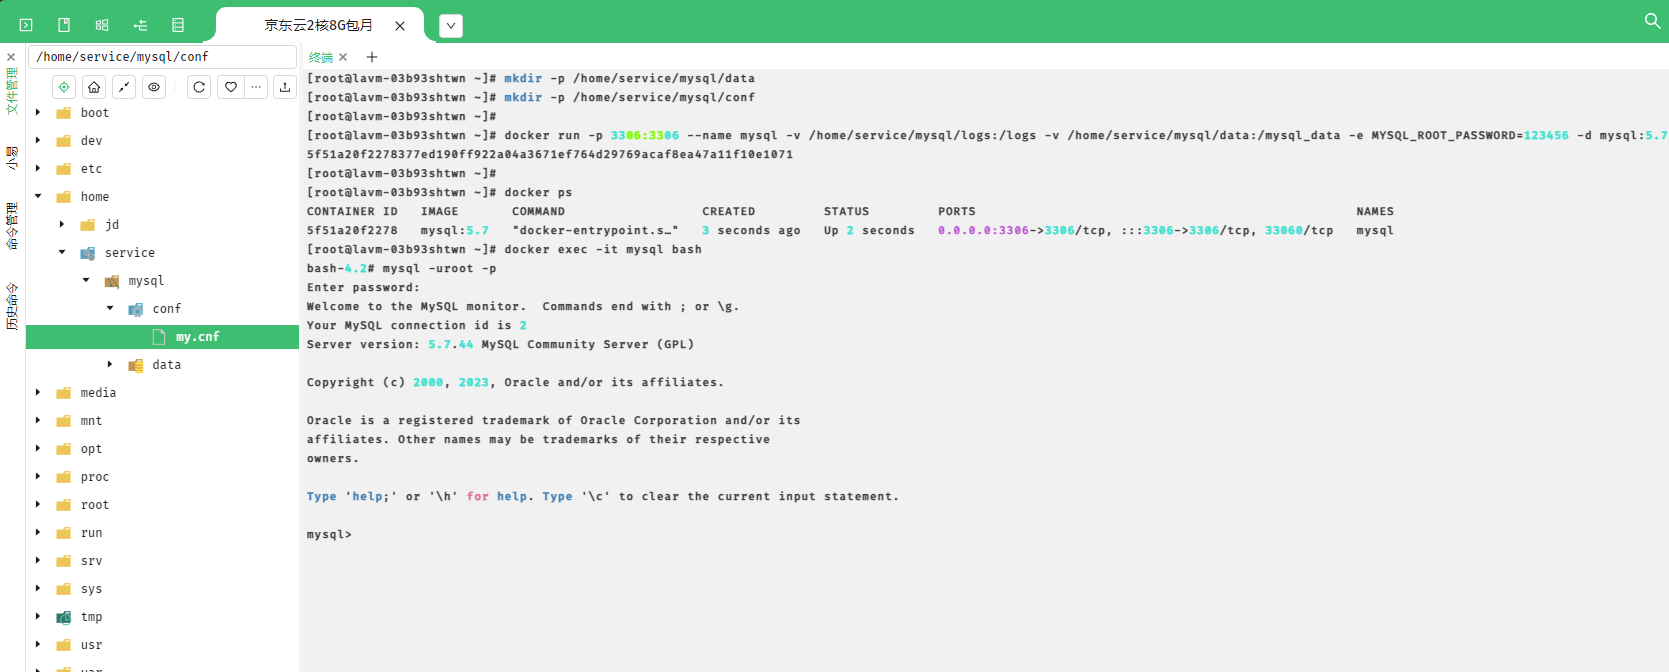 京东云2核8G包月
/home/service/mysql/conf
文件管理
小易
命令管理
历史命令
boot
dev
etc
home
jd
service
mysql
conf
my.cnf
data
media
mnt
opt
proc
root
run
srv
sys
tmp
usr
var
终端
[root@lavm-03b93shtwn ~]# mkdir -p /home/service/mysql/data
[root@lavm-03b93shtwn ~]# mkdir -p /home/service/mysql/conf
[root@lavm-03b93shtwn ~]#
[root@lavm-03b93shtwn ~]# docker run -p 3306:3306 --name mysql -v /home/service/mysql/logs:/logs -v /home/service/mysql/data:/mysql_data -e MYSQL_ROOT_PASSWORD=123456 -d mysql:5.7
5f51a20f2278377ed190ff922a04a3671ef764d29769acaf8ea47a11f10e1071
[root@lavm-03b93shtwn ~]#
[root@lavm-03b93shtwn ~]# docker ps
CONTAINER ID   IMAGE       COMMAND                  CREATED         STATUS         PORTS                                                  NAMES
5f51a20f2278   mysql:5.7   "docker-entrypoint.s…"   3 seconds ago   Up 2 seconds   0.0.0.0:3306->3306/tcp, :::3306->3306/tcp, 33060/tcp   mysql
[root@lavm-03b93shtwn ~]# docker exec -it mysql bash
bash-4.2# mysql -uroot -p
Enter password:
Welcome to the MySQL monitor.  Commands end with ; or \g.
Your MySQL connection id is 2
Server version: 5.7.44 MySQL Community Server (GPL)
Copyright (c) 2000, 2023, Oracle and/or its affiliates.
Oracle is a registered trademark of Oracle Corporation and/or its
affiliates. Other names may be trademarks of their respective
owners.
Type 'help;' or '\h' for help. Type '\c' to clear the current input statement.
mysql>